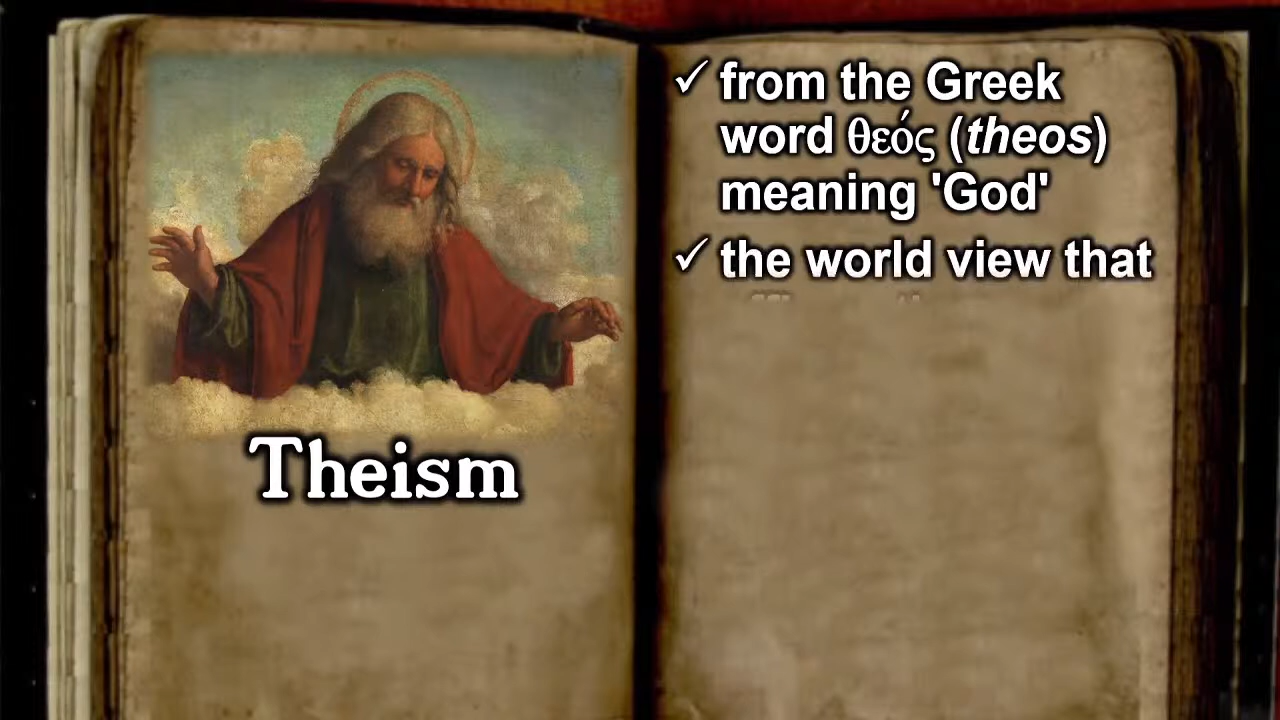 Theism
✓ from the Greek
word θεός (theos)
meaning 'God'
✓ the world view that